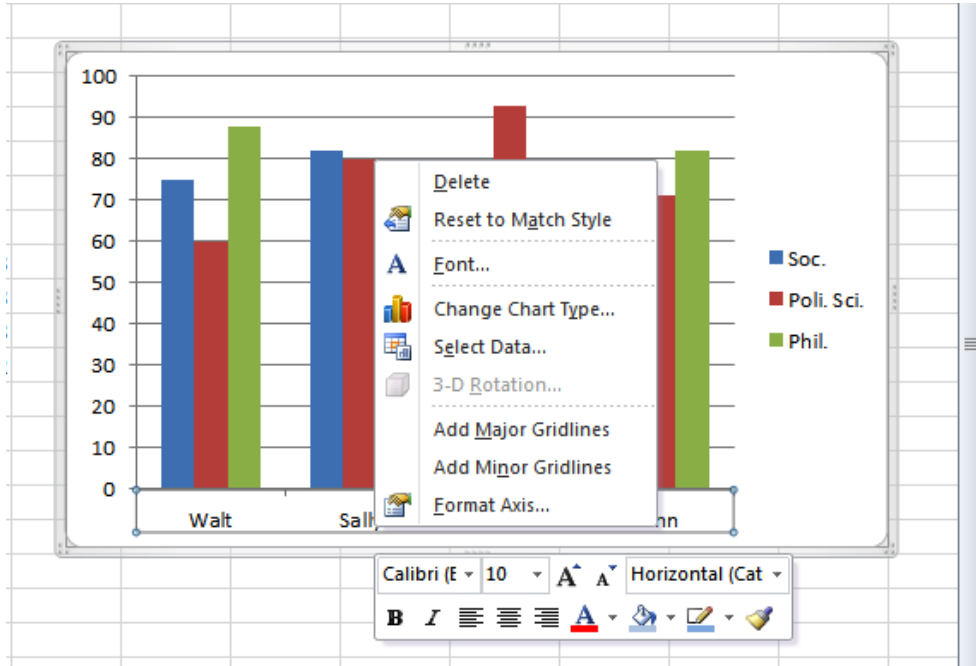 100
90
80
70
60
50
40
30
20
10
0
Walt
Sally
Soc.
Poli. Sci.
Phil.
Delete
Reset to Match Style
Font...
Change Chart Type...
Select Data...
3-D Rotation...
Add Major Gridlines
Add Minor Gridlines
Format Axis...
Calibri (E 10 A A Horizontal (Cat
B I A